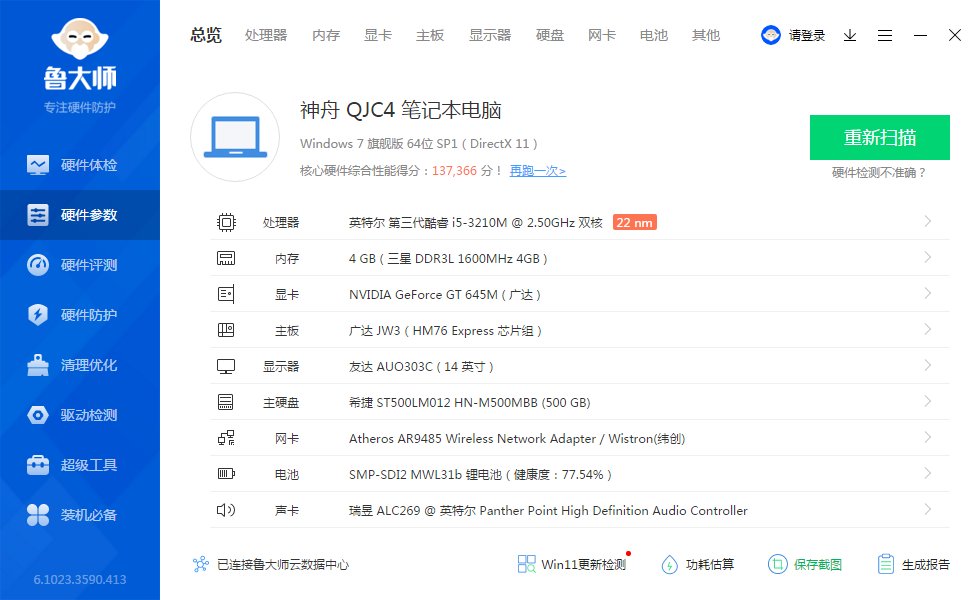 鲁大师
专注硬件防护
硬件体检
硬件参数
硬件评测
硬件防护
清理优化
驱动检测
超级工具
装机必备
6.1023.3590.413
总览 处理器 内存 显卡 主板 显示器 硬盘 网卡 电池 其他 请登录
神舟 QJC4 笔记本电脑
Windows 7 旗舰版 64位 SP1 ( DirectX 11 )
核心硬件综合性能得分：137,366 分！ 再跑一次>
重新扫描
硬件检测不准确？
处理器 英特尔 第三代酷睿 i5-3210M @ 2.50GHz 双核 22 nm
内存 4 GB ( 三星 DDR3L 1600MHz 4GB )
显卡 NVIDIA GeForce GT 645M ( 广达 )
主板 广达 JW3 ( HM76 Express 芯片组 )
显示器 友达 AUO303C ( 14 英寸 )
主硬盘 希捷 ST500LM012 HN-M500MBB (500 GB)
网卡 Atheros AR9485 Wireless Network Adapter / Wistron(纬创)
电池 SMP-SDI2 MWL31b 锂电池 ( 健康度：77.54% )
声卡 瑞昱 ALC269 @ 英特尔 Panther Point High Definition Audio Controller
已连接鲁大师云数据中心 Win11更新检测 功耗估算 保存截图 生成报告